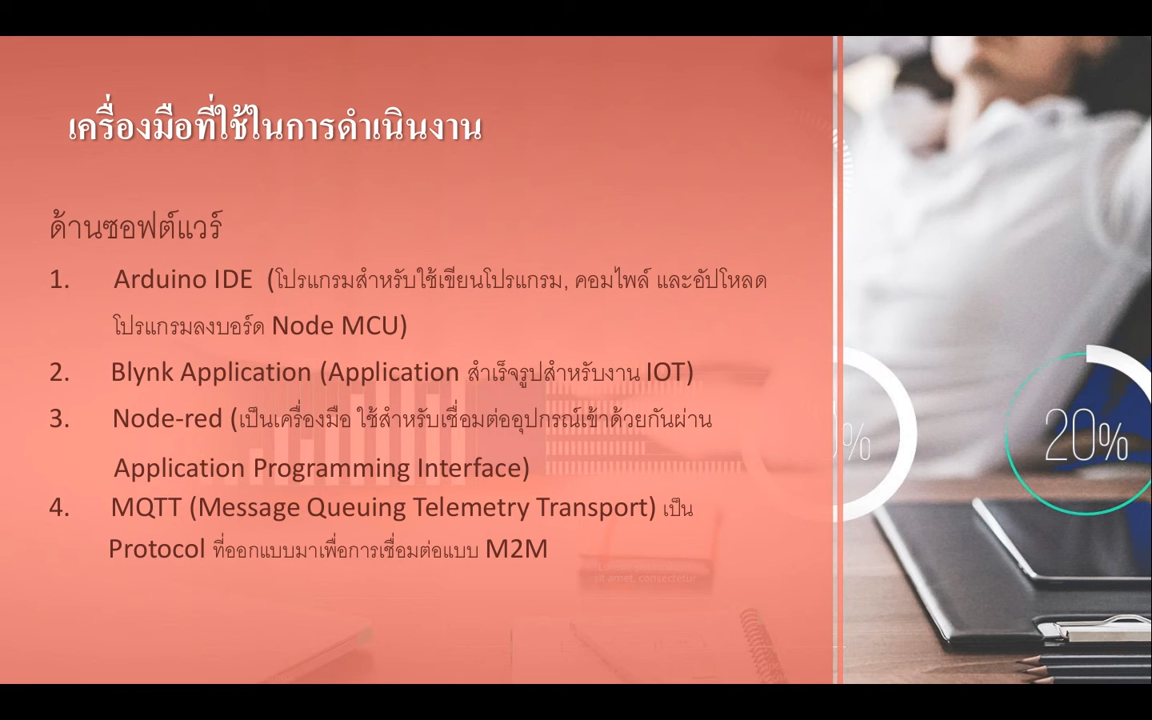 เครื่องมือที่ใช้ในการดำเนินงาน
ด้านซอฟต์แวร์
1. Arduino IDE (โปรแกรมสำหรับใช้เขียนโปรแกรม, คอมไพล์ และอัปโหลด
โปรแกรมลงบอร์ด Node MCU)
2. Blynk Application (Application สำเร็จรูปสำหรับงาน IOT)
3. Node-red (เป็นเครื่องมือ ใช้สำหรับเชื่อมต่ออุปกรณ์เข้าด้วยกันผ่าน
Application Programming Interface)
4. MQTT (Message Queuing Telemetry Transport) เป็น
Protocol ที่ออกแบบมาเพื่อการเชื่อมต่อแบบ M2M
sit amet, consectetur
%
20%